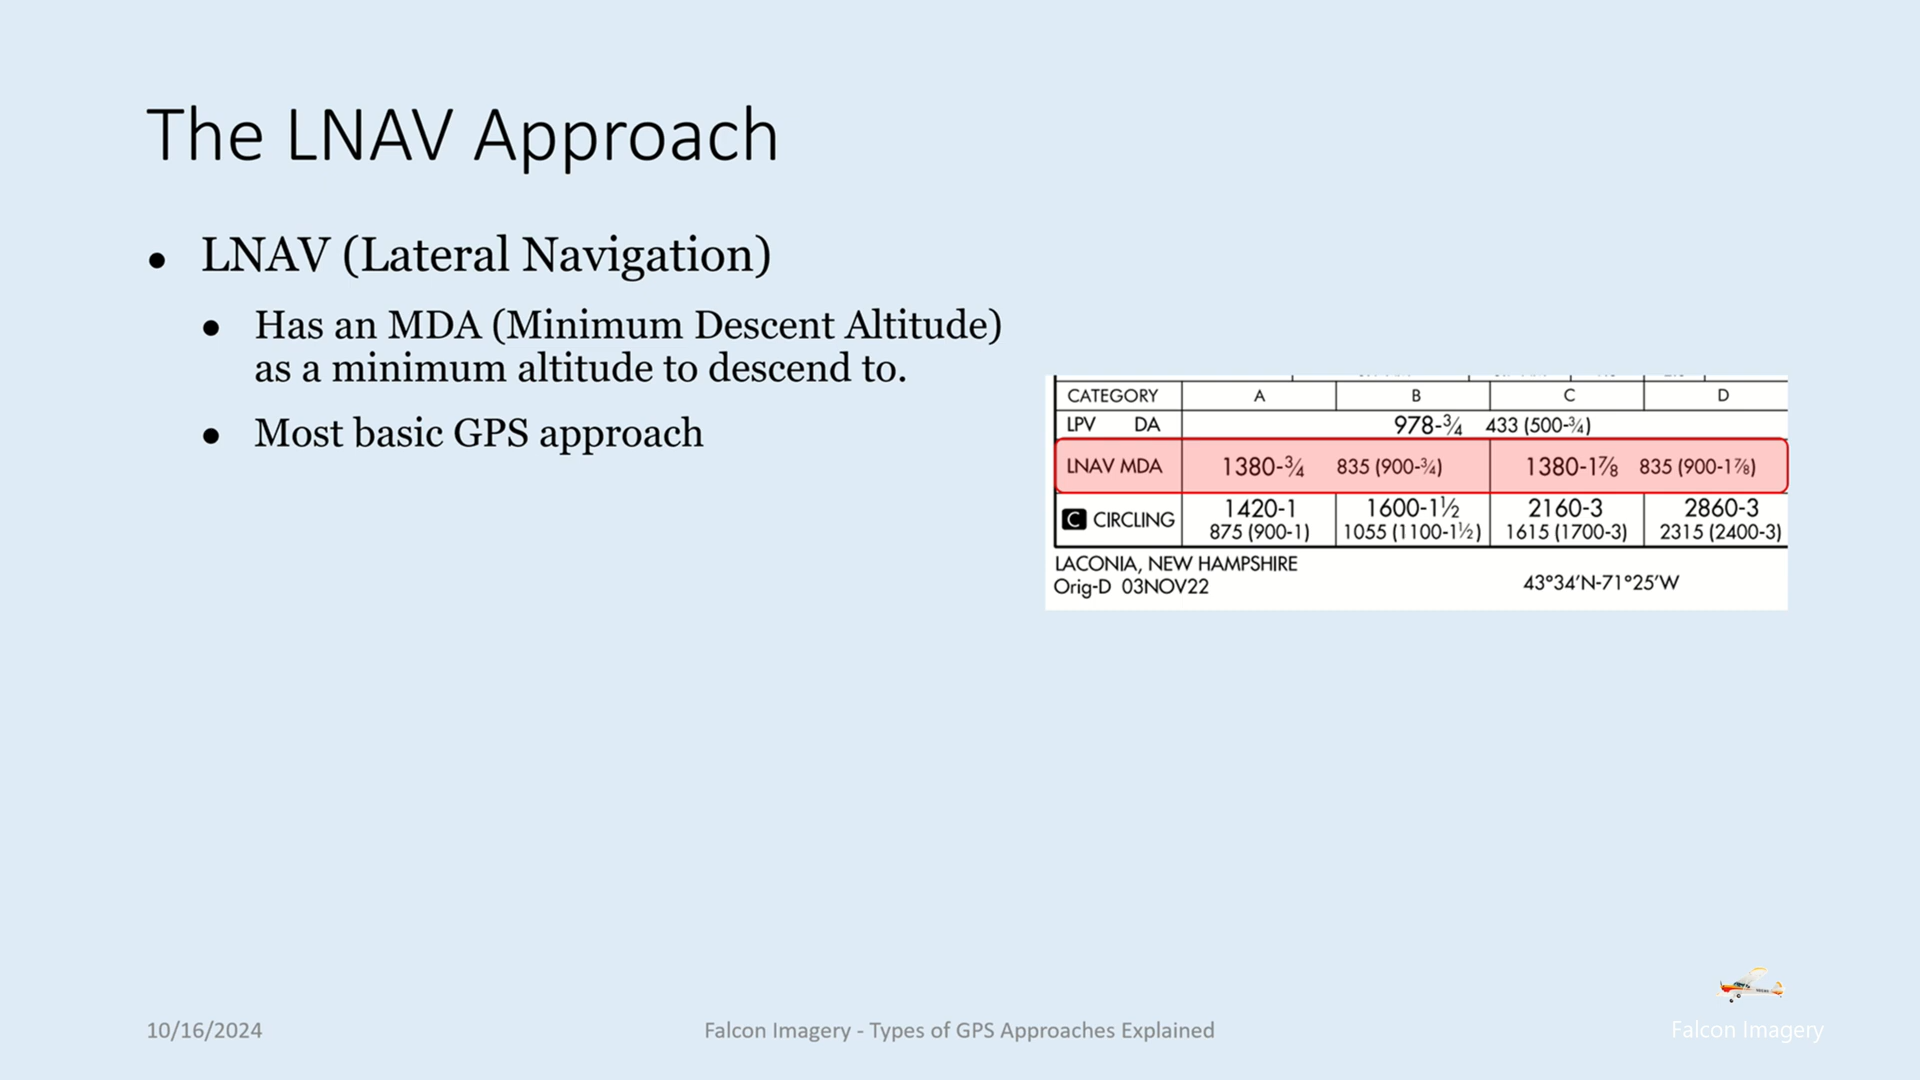 The LNAV Approach
• LNAV (Lateral Navigation)
• Has an MDA (Minimum Descent Altitude)
as a minimum altitude to descend to.
• Most basic GPS approach
CATEGORY A B C D
LPV DA 978-¾ 433 (500-¾)
LNAV MDA 1380-¾ 835 (900-¾) 1380-1⅞ 835 (900-1⅞)
C CIRCLING 1420-1 1600-1½ 2160-3 2860-3
875 (900-1) 1055 (1100-1½) 1615 (1700-3) 2315 (2400-3)
LACONIA, NEW HAMPSHIRE
Orig-D 03NOV22 43°34'N-71°25'W
10/16/2024
Falcon Imagery - Types of GPS Approaches Explained
Falcon Imagery